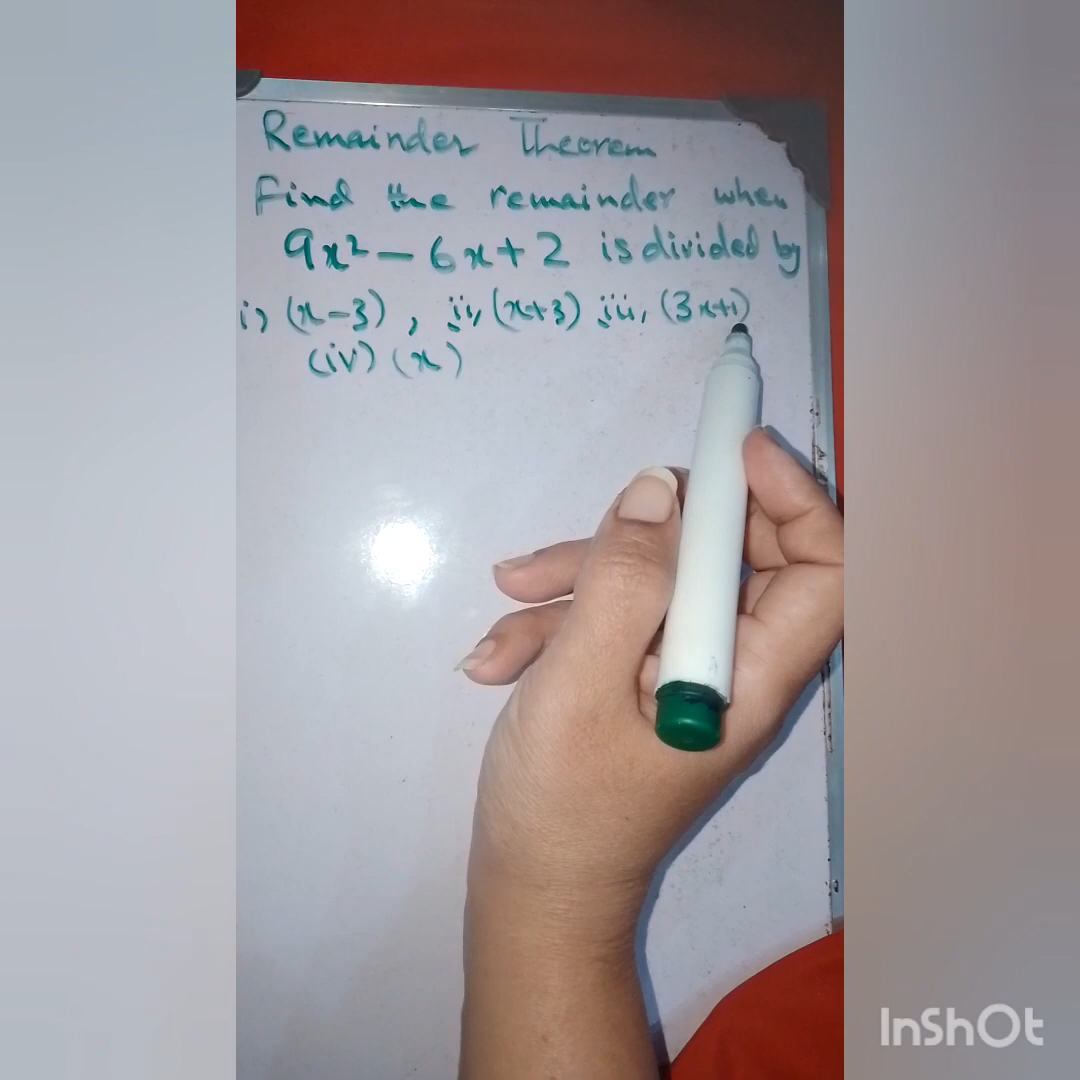 Remainder Theorem
Find the remainder when
9x² - 6x + 2 is divided by
i, (x-3), ii, (x+3) iii, (3x+1)
(iv) (x)
InShOt